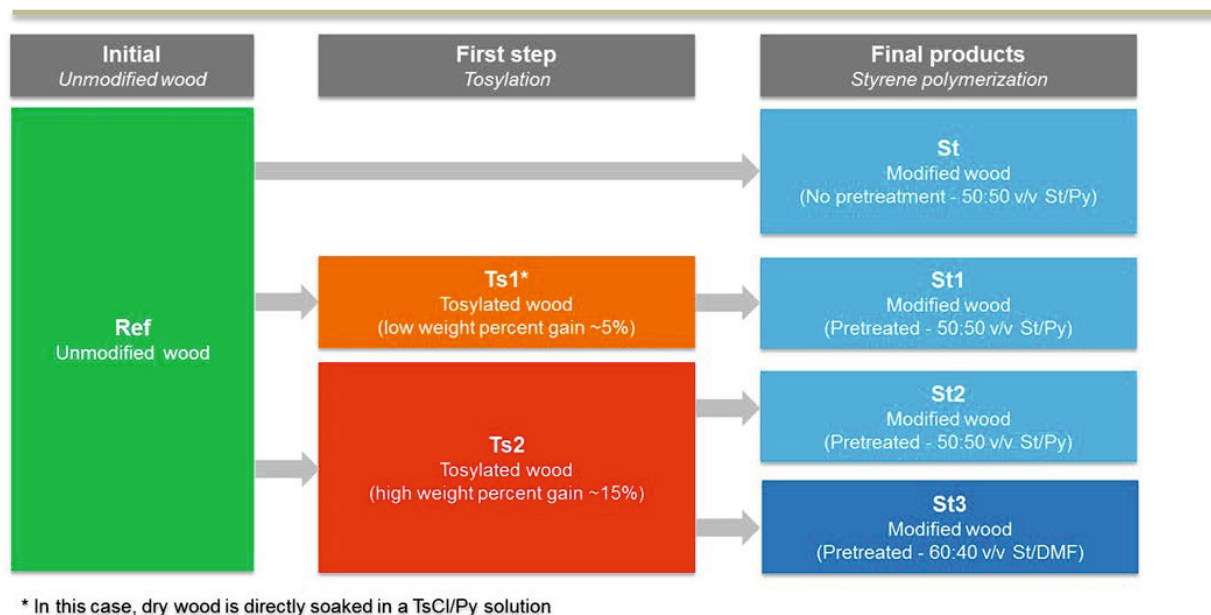 Initial
Unmodified wood
First step
Tosylation
Final products
Styrene polymerization
Ref
Unmodified wood
Ts1*
Tosylated wood
(low weight percent gain ~5%)
Ts2
Tosylated wood
(high weight percent gain ~15%)
St
Modified wood
(No pretreatment - 50:50 v/v St/Py)
St1
Modified wood
(Pretreated - 50:50 v/v St/Py)
St2
Modified wood
(Pretreated - 50:50 v/v St/Py)
St3
Modified wood
(Pretreated - 60:40 v/v St/DMF)
* In this case, dry wood is directly soaked in a TsCl/Py solution